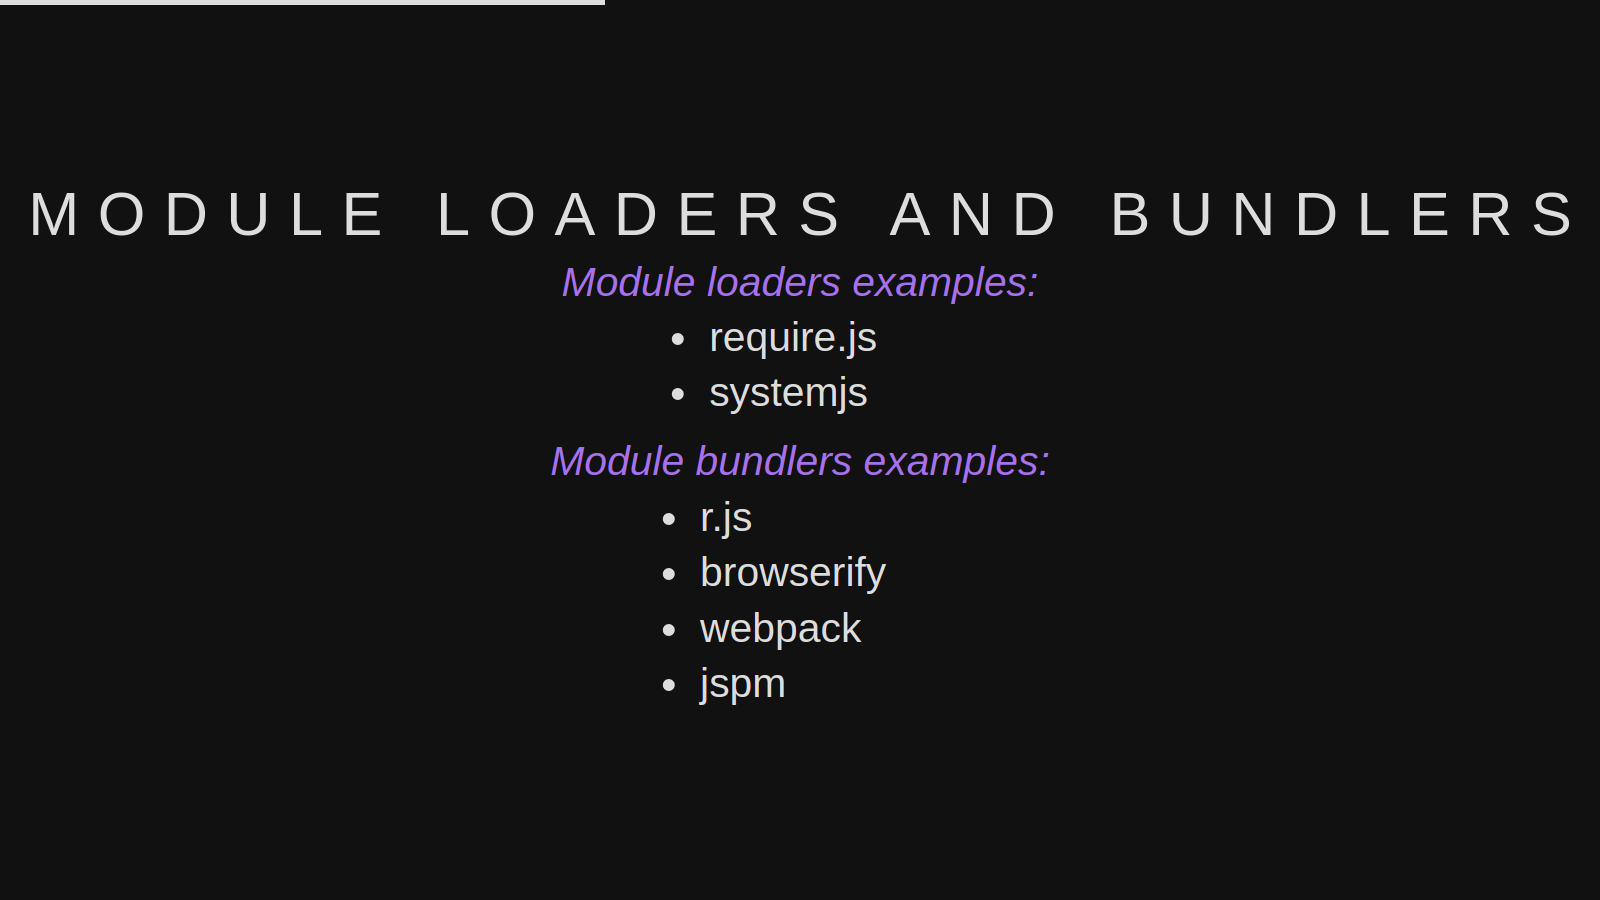 MODULE LOADERS AND BUNDLERS
Module loaders examples:
• require.js
• systemjs
Module bundlers examples:
• r.js
• browserify
• webpack
• jspm